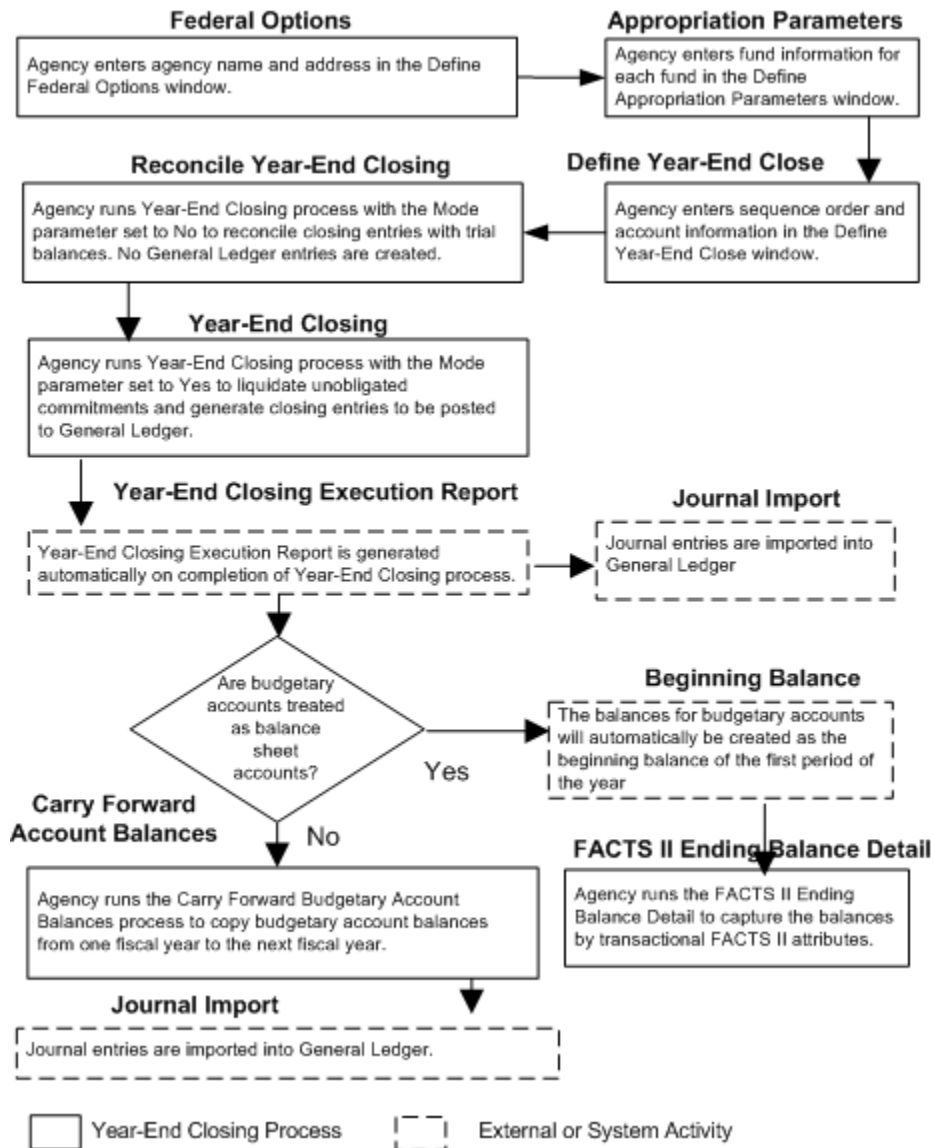 Federal Options
Agency enters agency name and address in the Define
Federal Options window.
Appropriation Parameters
Agency enters fund information for
each fund in the Define
Appropriation Parameters window.
Define Year-End Close
Agency enters sequence order and
account information in the Define
Year-End Close window.
Reconcile Year-End Closing
Agency runs Year-End Closing process with the Mode
parameter set to No to reconcile closing entries with trial
balances. No General Ledger entries are created.
Year-End Closing
Agency runs Year-End Closing process with the Mode
parameter set to Yes to liquidate unobligated
commitments and generate closing entries to be posted
to General Ledger.
Year-End Closing Execution Report
Year-End Closing Execution Report is generated
automatically on completion of Year-End Closing process.
Journal Import
Journal entries are imported into
General Ledger
Are budgetary
accounts treated
as balance
sheet
accounts?
Yes
Beginning Balance
The balances for budgetary accounts
will automatically be created as the
beginning balance of the first period of
the year
FACTS II Ending Balance Detail
Agency runs the FACTS II Ending
Balance Detail to capture the balances
by transactional FACTS II attributes.
No
Carry Forward
Account Balances
Agency runs the Carry Forward Budgetary Account
Balances process to copy budgetary account balances
from one fiscal year to the next fiscal year.
Journal Import
Journal entries are imported into General Ledger.
Year-End Closing Process
External or System Activity